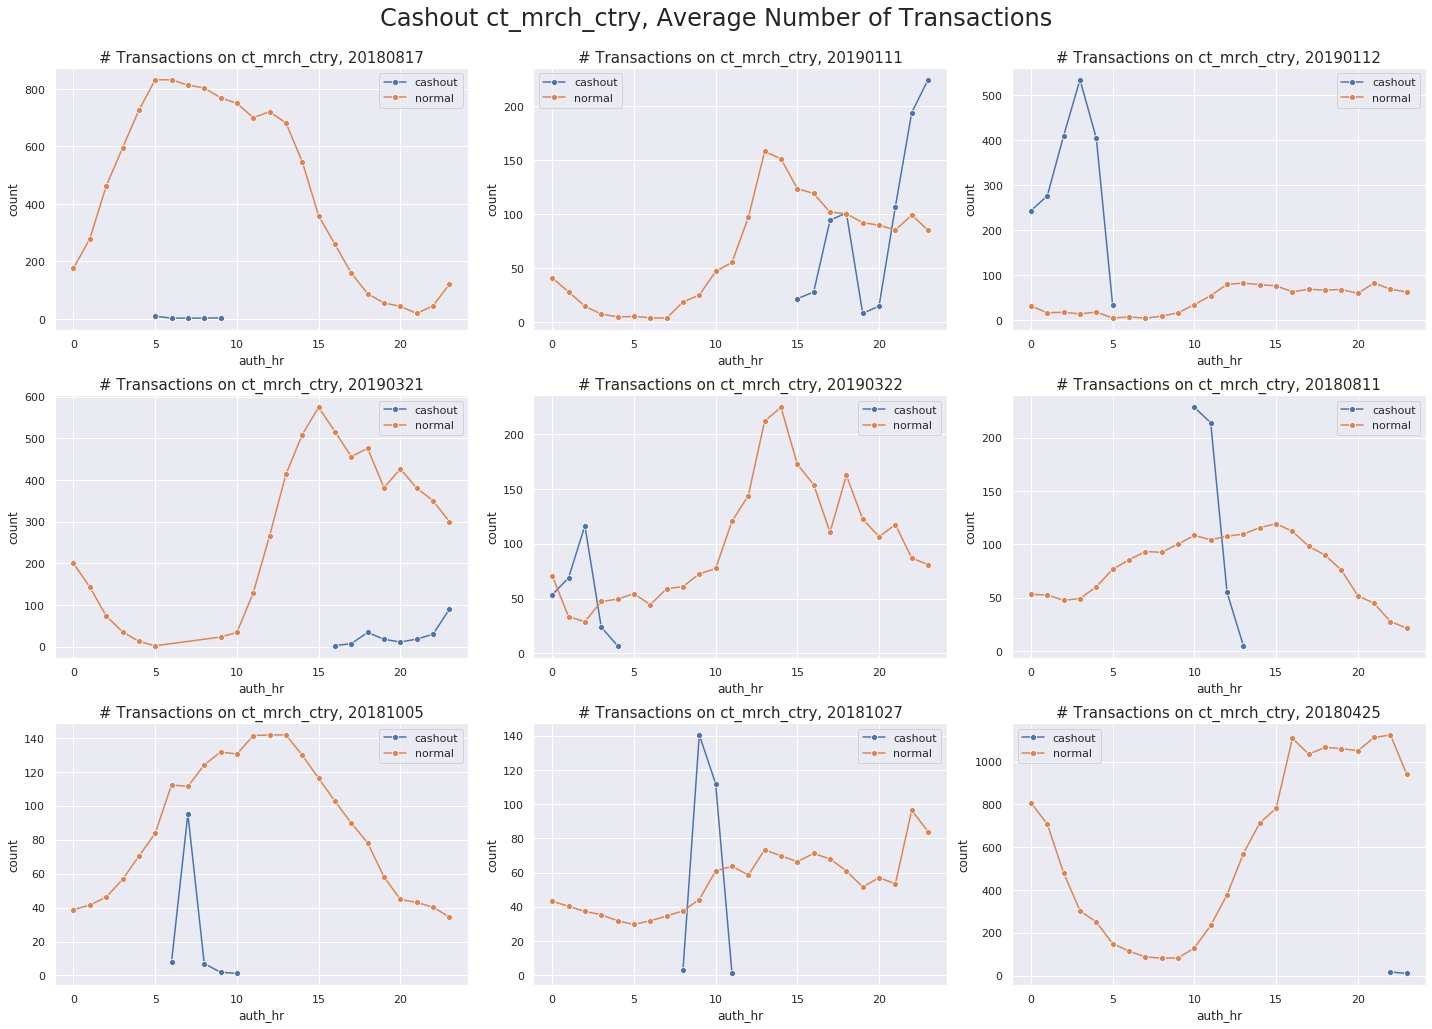 Cashout ct_mrch_ctry, Average Number of Transactions
# Transactions on ct_mrch_ctry, 20180817
800
600
400
200
0
count
0 5 10 15 20
auth_hr
cashout
normal
# Transactions on ct_mrch_ctry, 20190111
200
150
100
50
0
count
0 5 10 15 20
auth_hr
cashout
normal
# Transactions on ct_mrch_ctry, 20190112
500
400
300
200
100
0
count
0 5 10 15 20
auth_hr
cashout
normal
# Transactions on ct_mrch_ctry, 20190321
600
500
400
300
200
100
0
count
0 5 10 15 20
auth_hr
cashout
normal
# Transactions on ct_mrch_ctry, 20190322
200
150
100
50
0
count
0 5 10 15 20
auth_hr
cashout
normal
# Transactions on ct_mrch_ctry, 20180811
200
150
100
50
0
count
0 5 10 15 20
auth_hr
cashout
normal
# Transactions on ct_mrch_ctry, 20181005
140
120
100
80
60
40
20
0
count
0 5 10 15 20
auth_hr
cashout
normal
# Transactions on ct_mrch_ctry, 20181027
140
120
100
80
60
40
20
0
count
0 5 10 15 20
auth_hr
cashout
normal
# Transactions on ct_mrch_ctry, 20180425
1000
800
600
400
200
0
count
0 5 10 15 20
auth_hr
cashout
normal